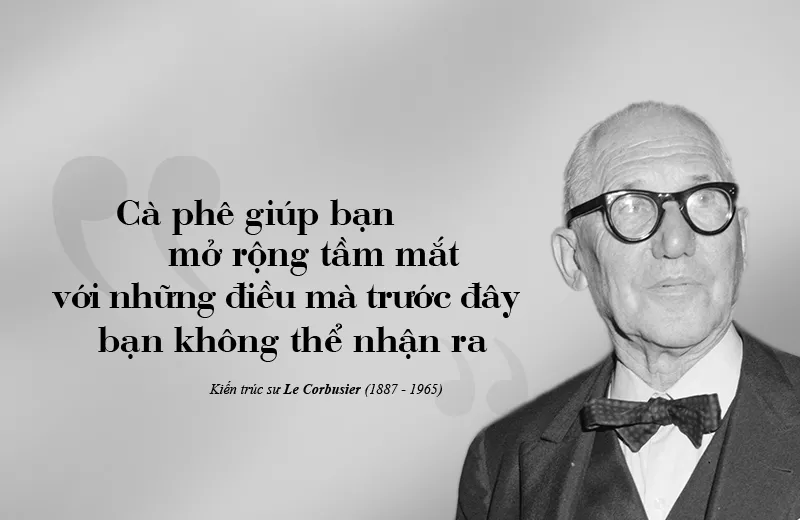 Cà phê giúp bạn
mở rộng tầm mắt
với những điều mà trước đây
bạn không thể nhận ra
Kiến trúc sư Le Corbusier (1887 - 1965)